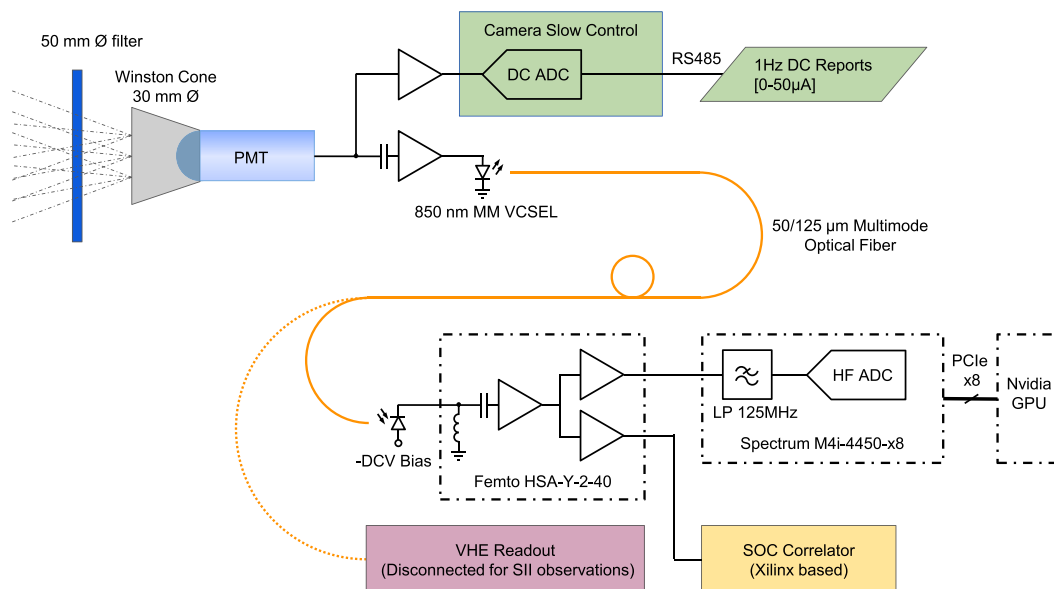 50 mm Ø filter
Winston Cone
30 mm Ø
PMT
Camera Slow Control
DC ADC
RS485
1Hz DC Reports
[0-50µA]
850 nm MM VCSEL
50/125 µm Multimode
Optical Fiber
-DCV Bias
Femto HSA-Y-2-40
LP 125MHz
HF ADC
Spectrum M4i-4450-x8
PCIe
x8
Nvidia
GPU
VHE Readout
(Disconnected for SII observations)
SOC Correlator
(Xilinx based)